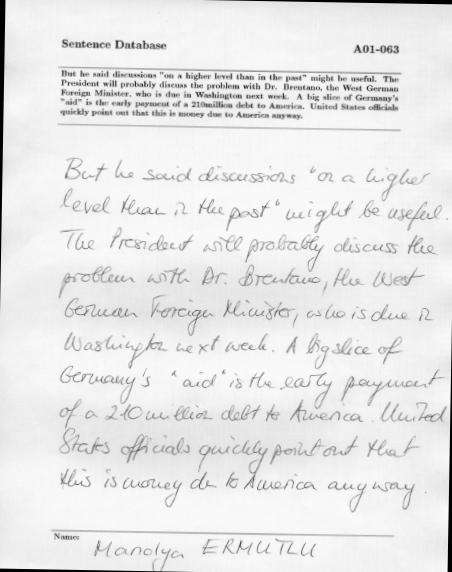 Sentence Database A01-063
But he said discussions "on a higher level than in the past" might be useful. The
President will probably discuss the problem with Dr. Brentano, the West German
Foreign Minister, who is due in Washington next week. A big slice of Germany's
"aid" is the early payment of a 210million debt to America. United States officials
quickly point out that this is money due to America anyway.
But he said discussions "on a higher
level than in the past" might be useful.
The President will probably discuss the
problem with Dr. Brentano, the West
German Foreign Minister, who is due in
Washington next week. A big slice of
Germany's "aid" is the early payment
of a 210 million debt to America. United
States officials quickly point out that
this is money due to America anyway.
Name:
Manolya ERMUTLU